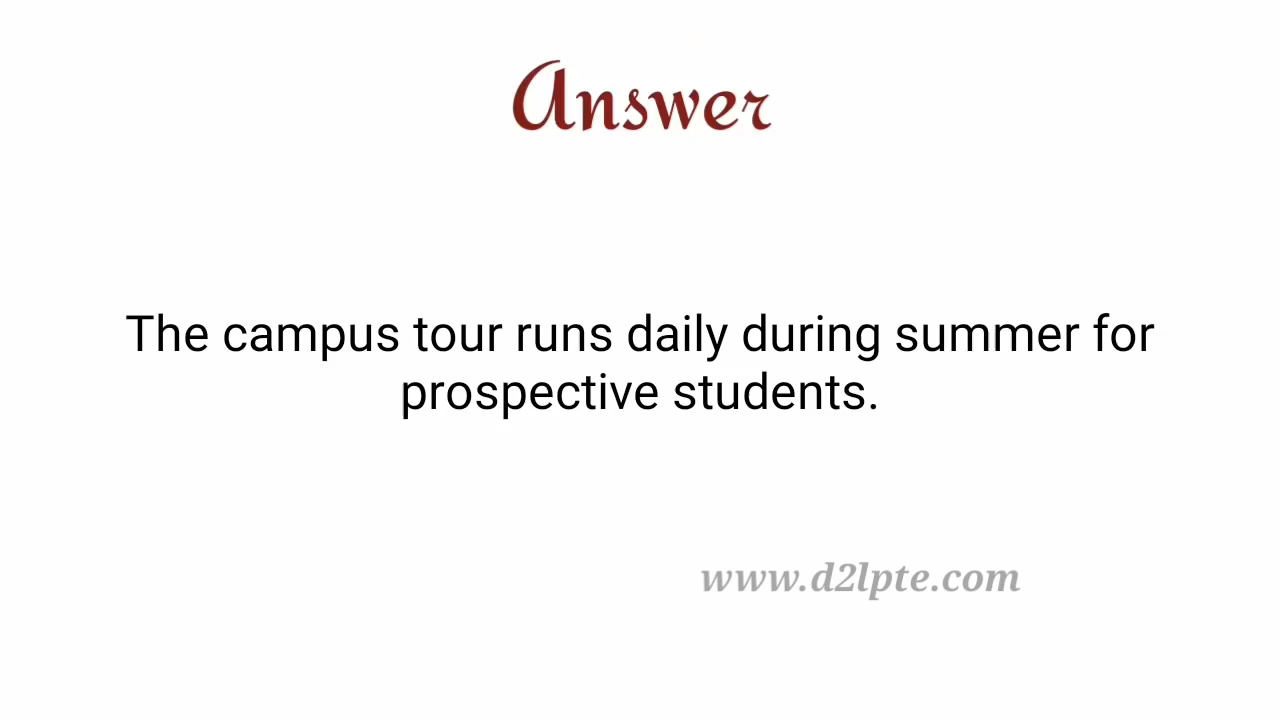 Answer
The campus tour runs daily during summer for
prospective students.
www.d2lpte.com